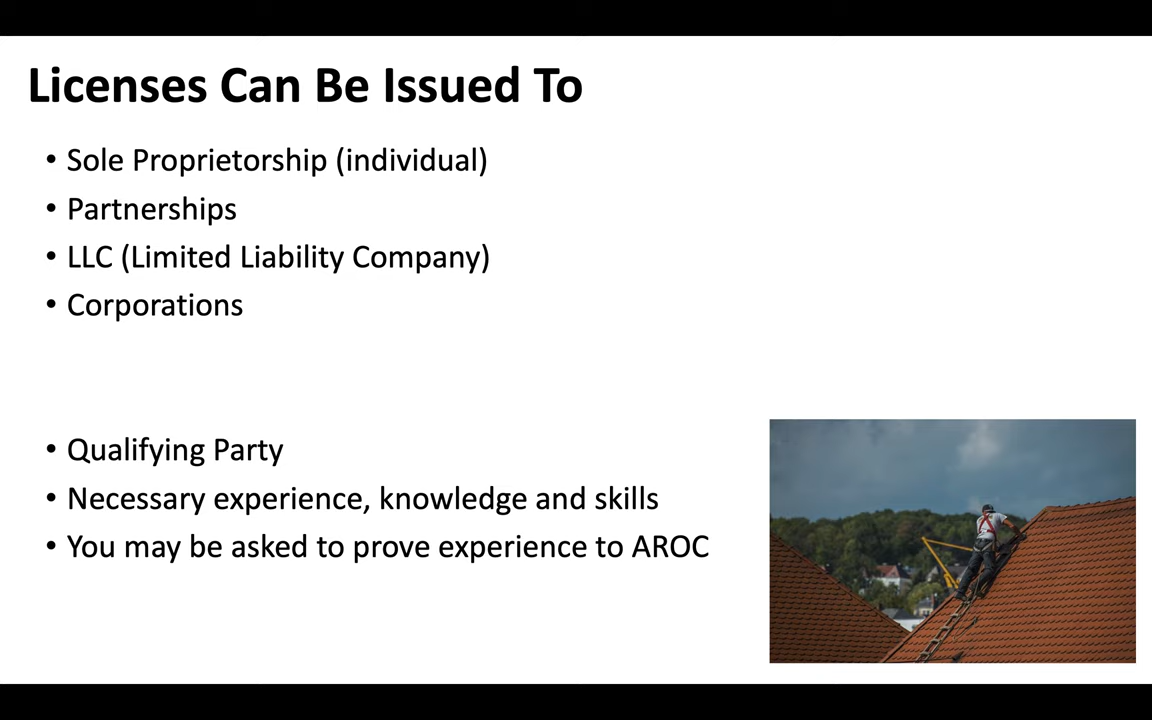 Licenses Can Be Issued To
• Sole Proprietorship (individual)
• Partnerships
• LLC (Limited Liability Company)
• Corporations
• Qualifying Party
• Necessary experience, knowledge and skills
• You may be asked to prove experience to AROC